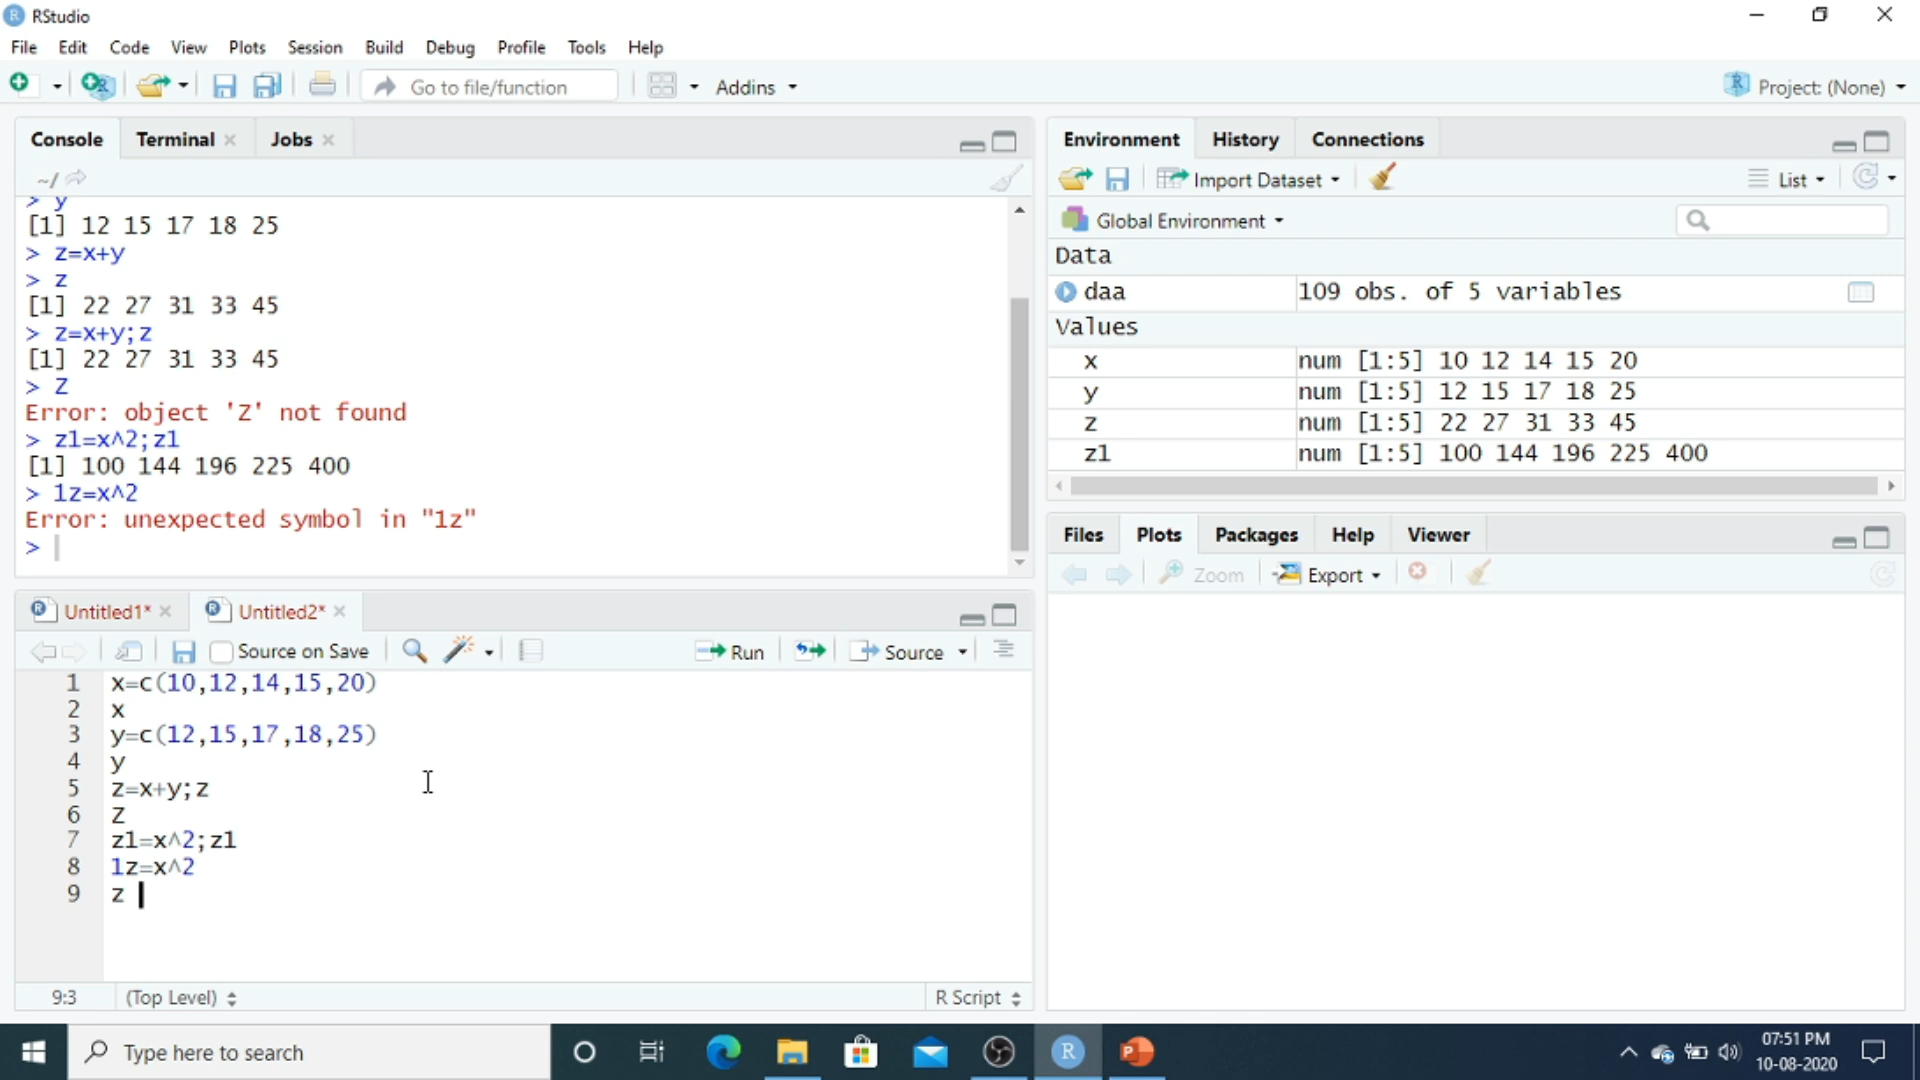 RStudio
File Edit Code View Plots Session Build Debug Profile Tools Help
Go to file/function Addins Project: (None)
Console Terminal Jobs
~/
> y
[1] 12 15 17 18 25
> z=x+y
> z
[1] 22 27 31 33 45
> z=x+y;z
[1] 22 27 31 33 45
> Z
Error: object 'Z' not found
> z1=x^2;z1
[1] 100 144 196 225 400
> 1z=x^2
Error: unexpected symbol in "1z"
>
Untitled1* Untitled2*
Source on Save Run Source
1 x=c(10,12,14,15,20)
2 x
3 y=c(12,15,17,18,25)
4 y
5 z=x+y;z
6 Z
7 z1=x^2;z1
8 1z=x^2
9 z
9:3 (Top Level) R Script
Environment History Connections
Import Dataset List
Global Environment
Data
daa 109 obs. of 5 variables
Values
x num [1:5] 10 12 14 15 20
y num [1:5] 12 15 17 18 25
z num [1:5] 22 27 31 33 45
z1 num [1:5] 100 144 196 225 400
Files Plots Packages Help Viewer
Zoom Export
Type here to search
07:51 PM
10-08-2020